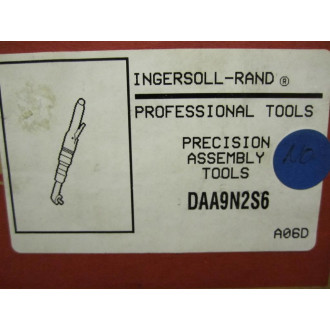 INGERSOLL-RAND ®
PROFESSIONAL TOOLS
PRECISION
ASSEMBLY
TOOLS
DAA9N2S6
A06D